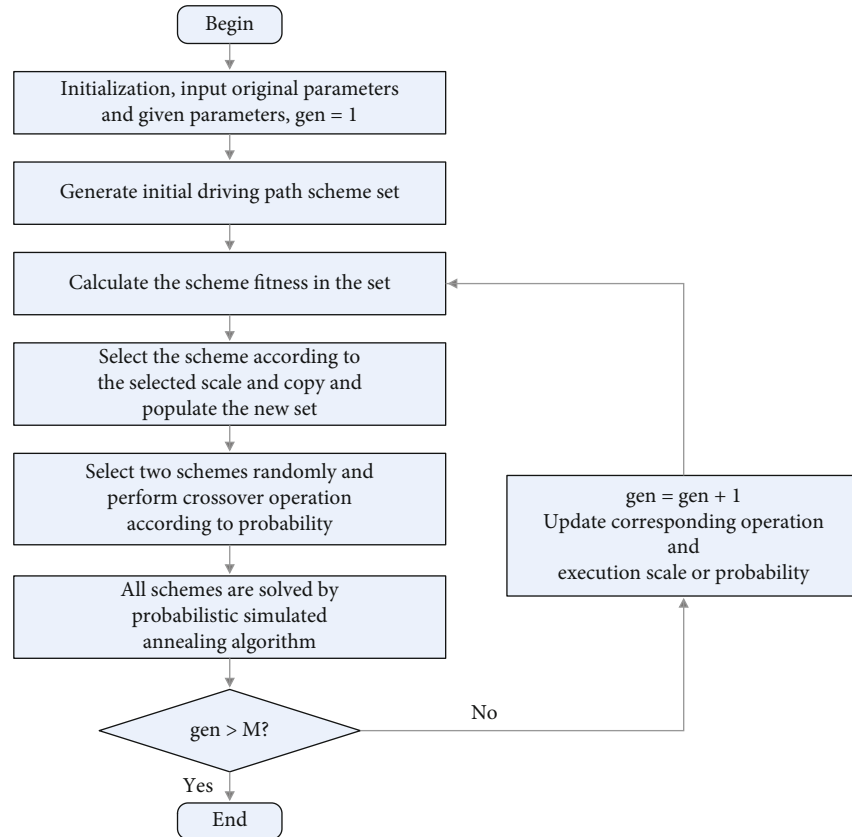 Begin
Initialization, input original parameters
and given parameters, gen = 1
Generate initial driving path scheme set
Calculate the scheme fitness in the set
Select the scheme according to
the selected scale and copy and
populate the new set
Select two schemes randomly and
perform crossover operation
according to probability
gen = gen + 1
Update corresponding operation
and
execution scale or probability
All schemes are solved by
probabilistic simulated
annealing algorithm
gen > M?
No
Yes
End